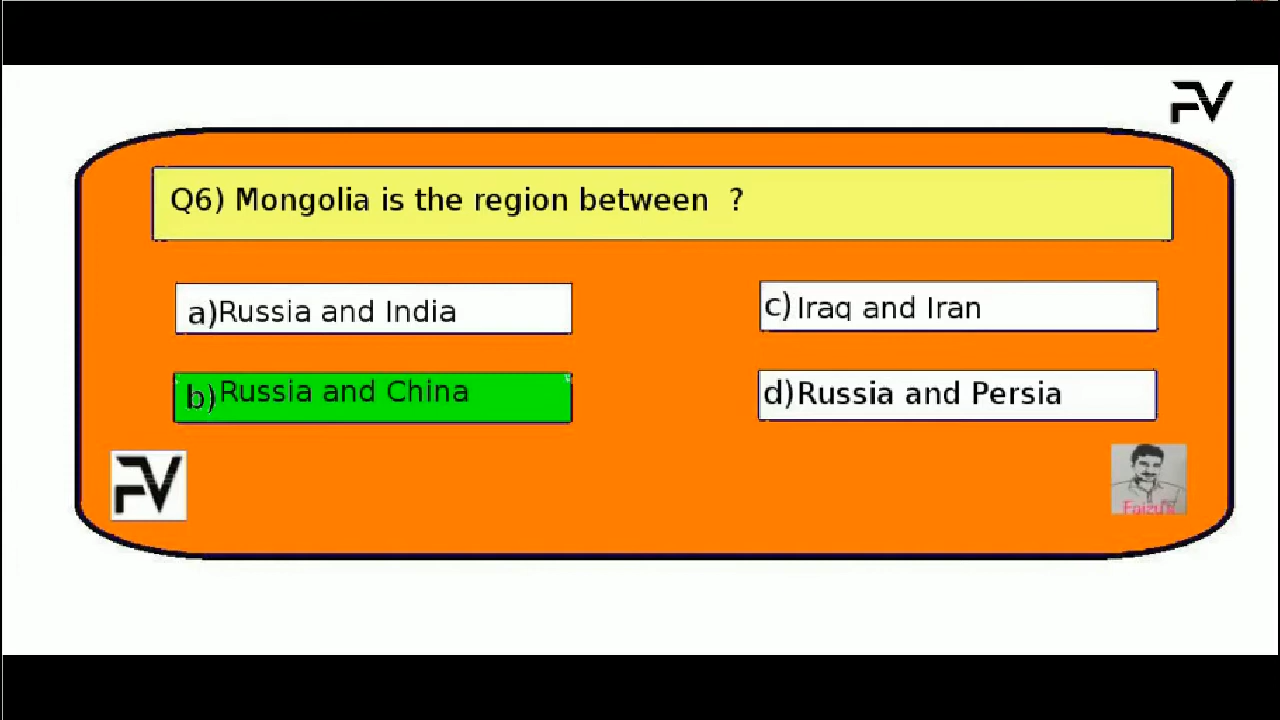 FV
Q6) Mongolia is the region between ?
a)Russia and India
c)Iraq and Iran
b)Russia and China
d)Russia and Persia
FV